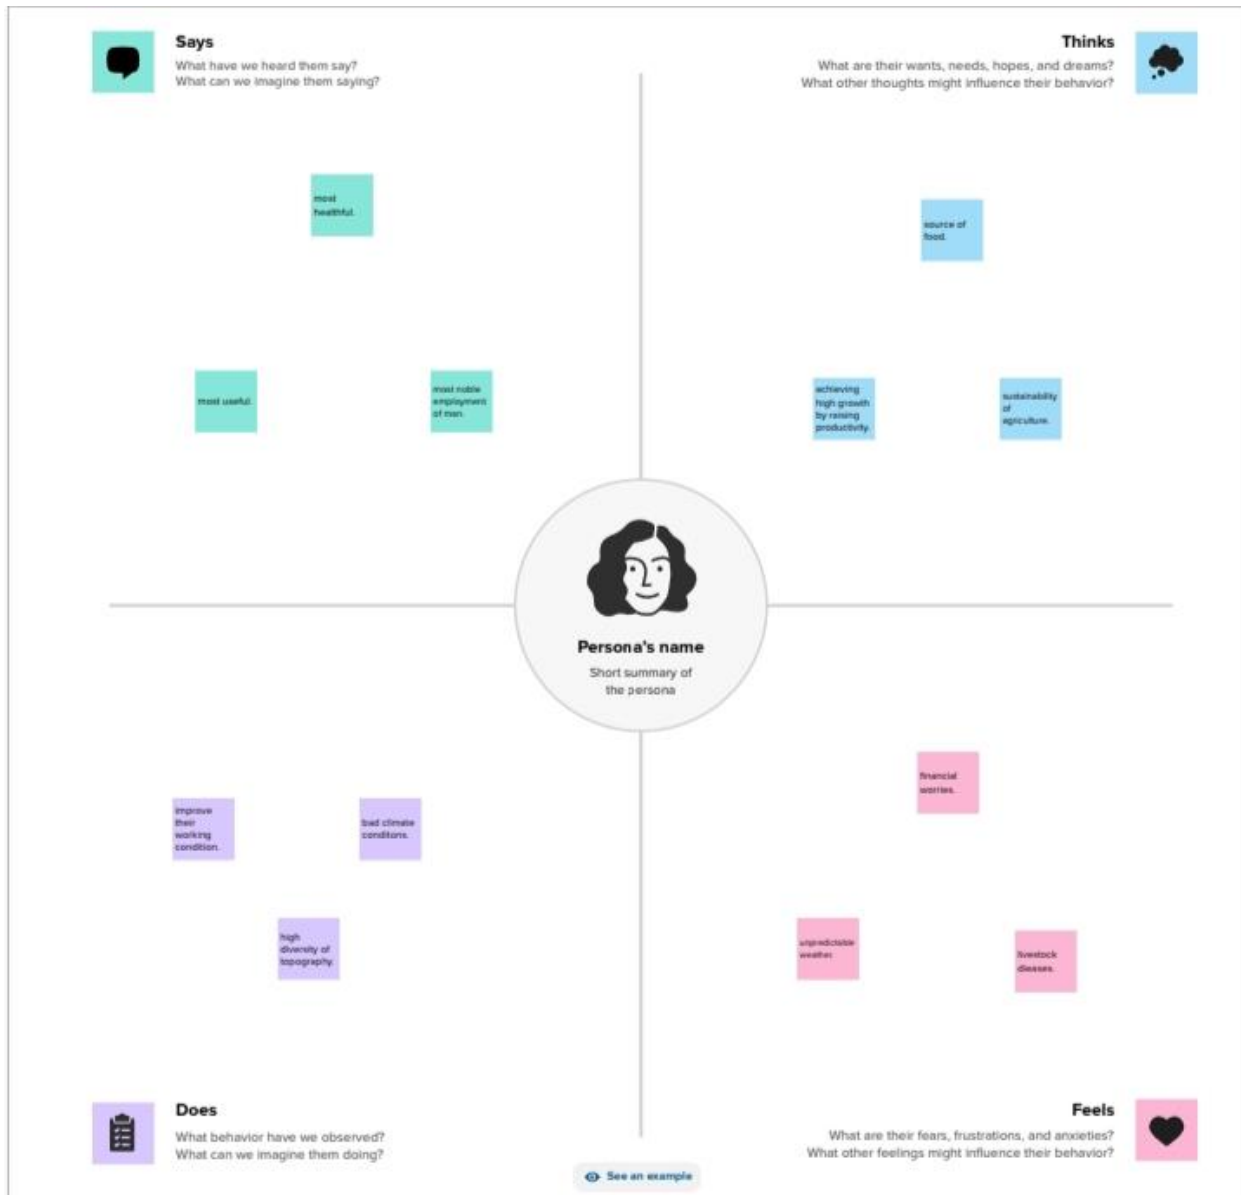 Says
What have we heard them say?
What can we imagine them saying?
Thinks
What are their wants, needs, hopes, and dreams?
What other thoughts might influence their behavior?
most
healthful.
source of
food.
most useful.
most noble
employment
of man.
achieving
high growth
by raising
productivity.
sustainability
of
agriculture.
Persona's name
Short summary of
the persona
improve
their
working
condition.
bad climate
conditons.
high
diversity of
topography.
financial
worries.
unpredictable
weather.
livestock
dieases.
Does
What behavior have we observed?
What can we imagine them doing?
Feels
What are their fears, frustrations, and anxieties?
What other feelings might influence their behavior?
See an example